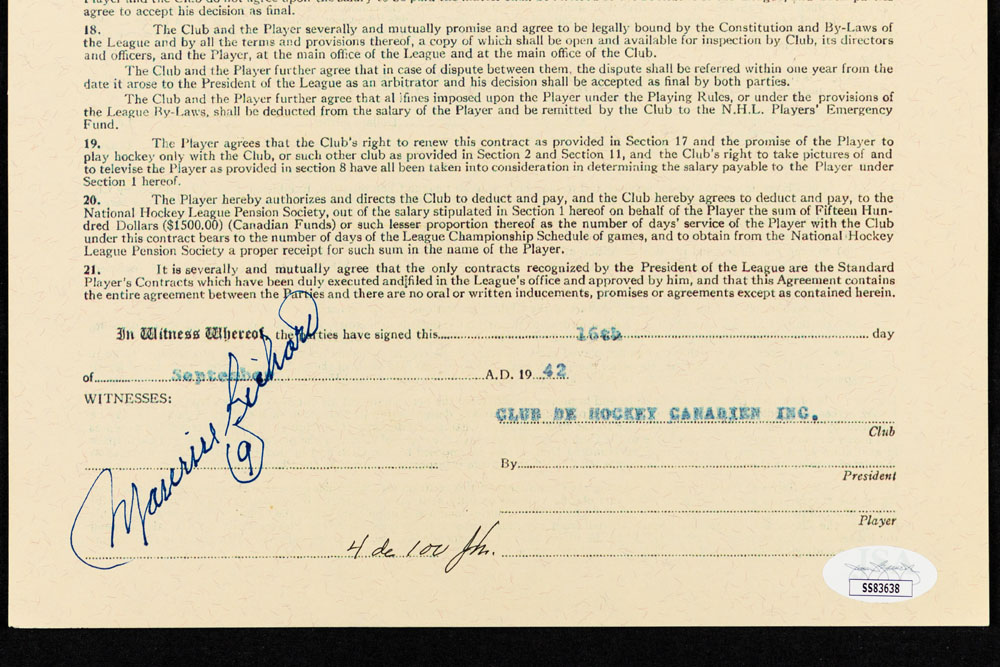 agree to accept his decision as final.
18. The Club and the Player severally and mutually promise and agree to be legally bound by the Constitution and By-Laws of
the League and by all the terms and provisions thereof, a copy of which shall be open and available for inspection by Club, its directors
and officers, and the Player, at the main office of the League and at the main office of the Club.
The Club and the Player further agree that in case of dispute between them, the dispute shall be referred within one year from the
date it arose to the President of the League as an arbitrator and his decision shall be accepted as final by both parties.
The Club and the Player further agree that al lfines imposed upon the Player under the Playing Rules, or under the provisions of
the League By-Laws, shall be deducted from the salary of the Player and be remitted by the Club to the N.H.L. Players' Emergency
Fund.
19. The Player agrees that the Club's right to renew this contract as provided in Section 17 and the promise of the Player to
play hockey only with the Club, or such other club as provided in Section 2 and Section 11, and the Club's right to take pictures of and
to televise the Player as provided in section 8 have all been taken into consideration in determining the salary payable to the Player under
Section 1 hereof.
20. The Player hereby authorizes and directs the Club to deduct and pay, and the Club hereby agrees to deduct and pay, to the
National Hockey League Pension Society, out of the salary stipulated in Section 1 hereof on behalf of the Player the sum of Fifteen Hun-
dred Dollars ($1500.00) (Canadian Funds) or such lesser proportion thereof as the number of days' service of the Player with the Club
under this contract bears to the number of days of the League Championship Schedule of games, and to obtain from the National Hockey
League Pension Society a proper receipt for such sum in the name of the Player.
21. It is severally and mutually agree that the only contracts recognized by the President of the League are the Standard
Player's Contracts which have been duly executed and filed in the League's office and approved by him, and that this Agreement contains
the entire agreement between the Parties and there are no oral or written inducements, promises or agreements except as contained herein.
In Witness Whereof, the parties have signed this 16th day
of September A.D. 19 42
WITNESSES:
CLUB DE HOCKEY CANADIEN INC.
Club
Maurice Richard
9
By
President
Player
4 de 100
JSA
SS83638